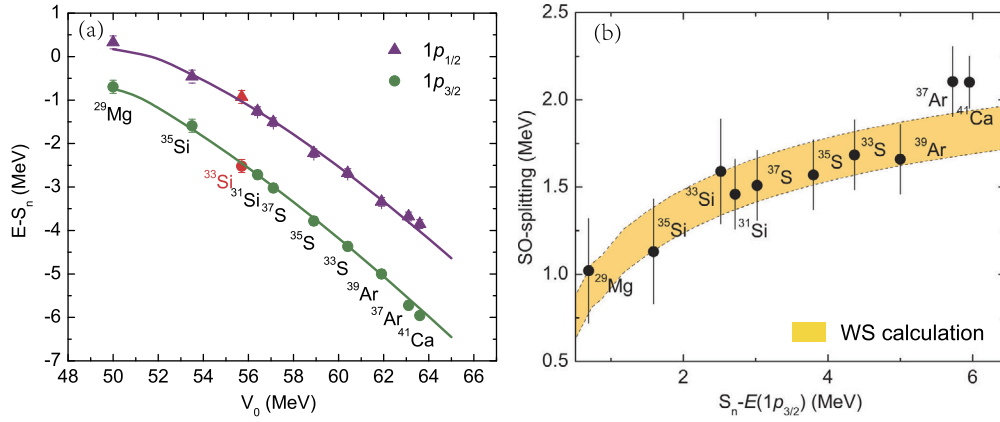 (a)
1p1/2
1p3/2
29Mg
35Si
33Si
31Si
37S
35S
33S
39Ar
37Ar
41Ca
1
0
-1
-2
-3
-4
-5
-6
-7
48 50 52 54 56 58 60 62 64 66
E-Sn (MeV)
V0 (MeV)
(b)
37Ar
41Ca
39Ar
33S
35S
37S
33Si
31Si
35Si
29Mg
WS calculation
2.5
2.0
1.5
1.0
0.5
2 4 6
SO-splitting (MeV)
Sn-E(1p3/2) (MeV)